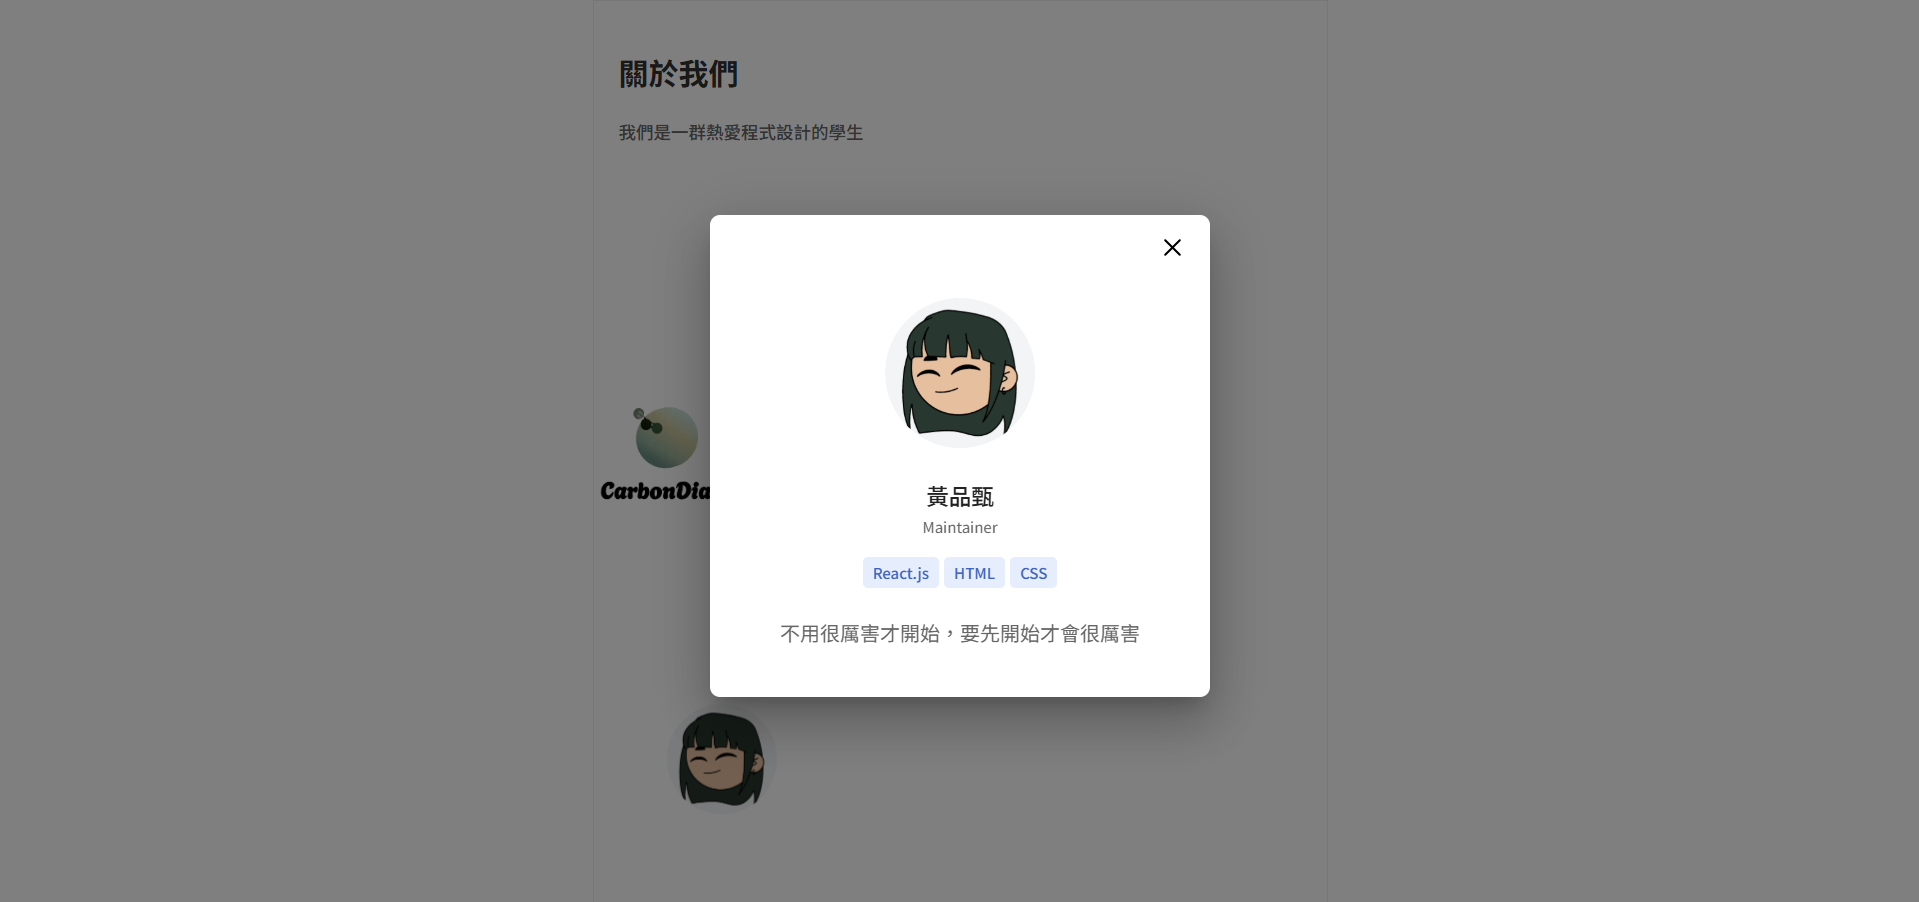 關於我們
我們是一群熱愛程式設計的學生
CarbonDia
黃品甄
Maintainer
React.js HTML CSS
不用很厲害才開始，要先開始才會很厲害